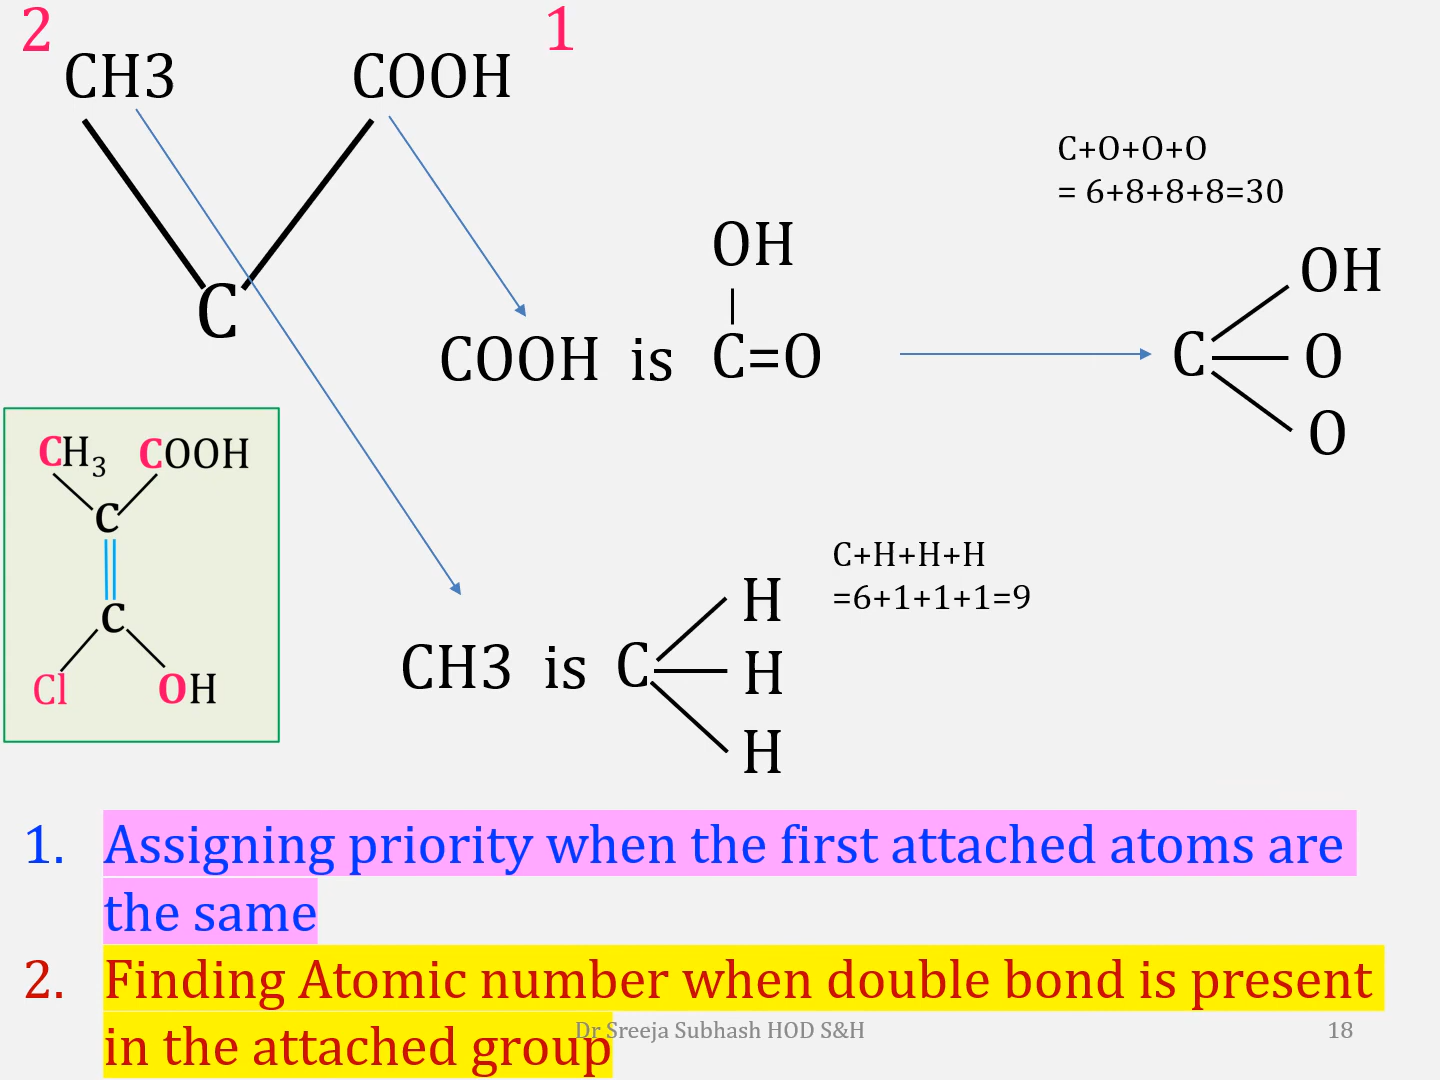 2
1
CH3
COOH
C+O+O+O
= 6+8+8+8=30
OH
OH
C
COOH is C=O
C
O
O
CH₃ COOH
C
C
Cl OH
C+H+H+H
=6+1+1+1=9
H
CH3 is C
H
H
1. Assigning priority when the first attached atoms are
the same
2. Finding Atomic number when double bond is present
in the attached group
Dr Sreeja Subhash HOD S&H
18